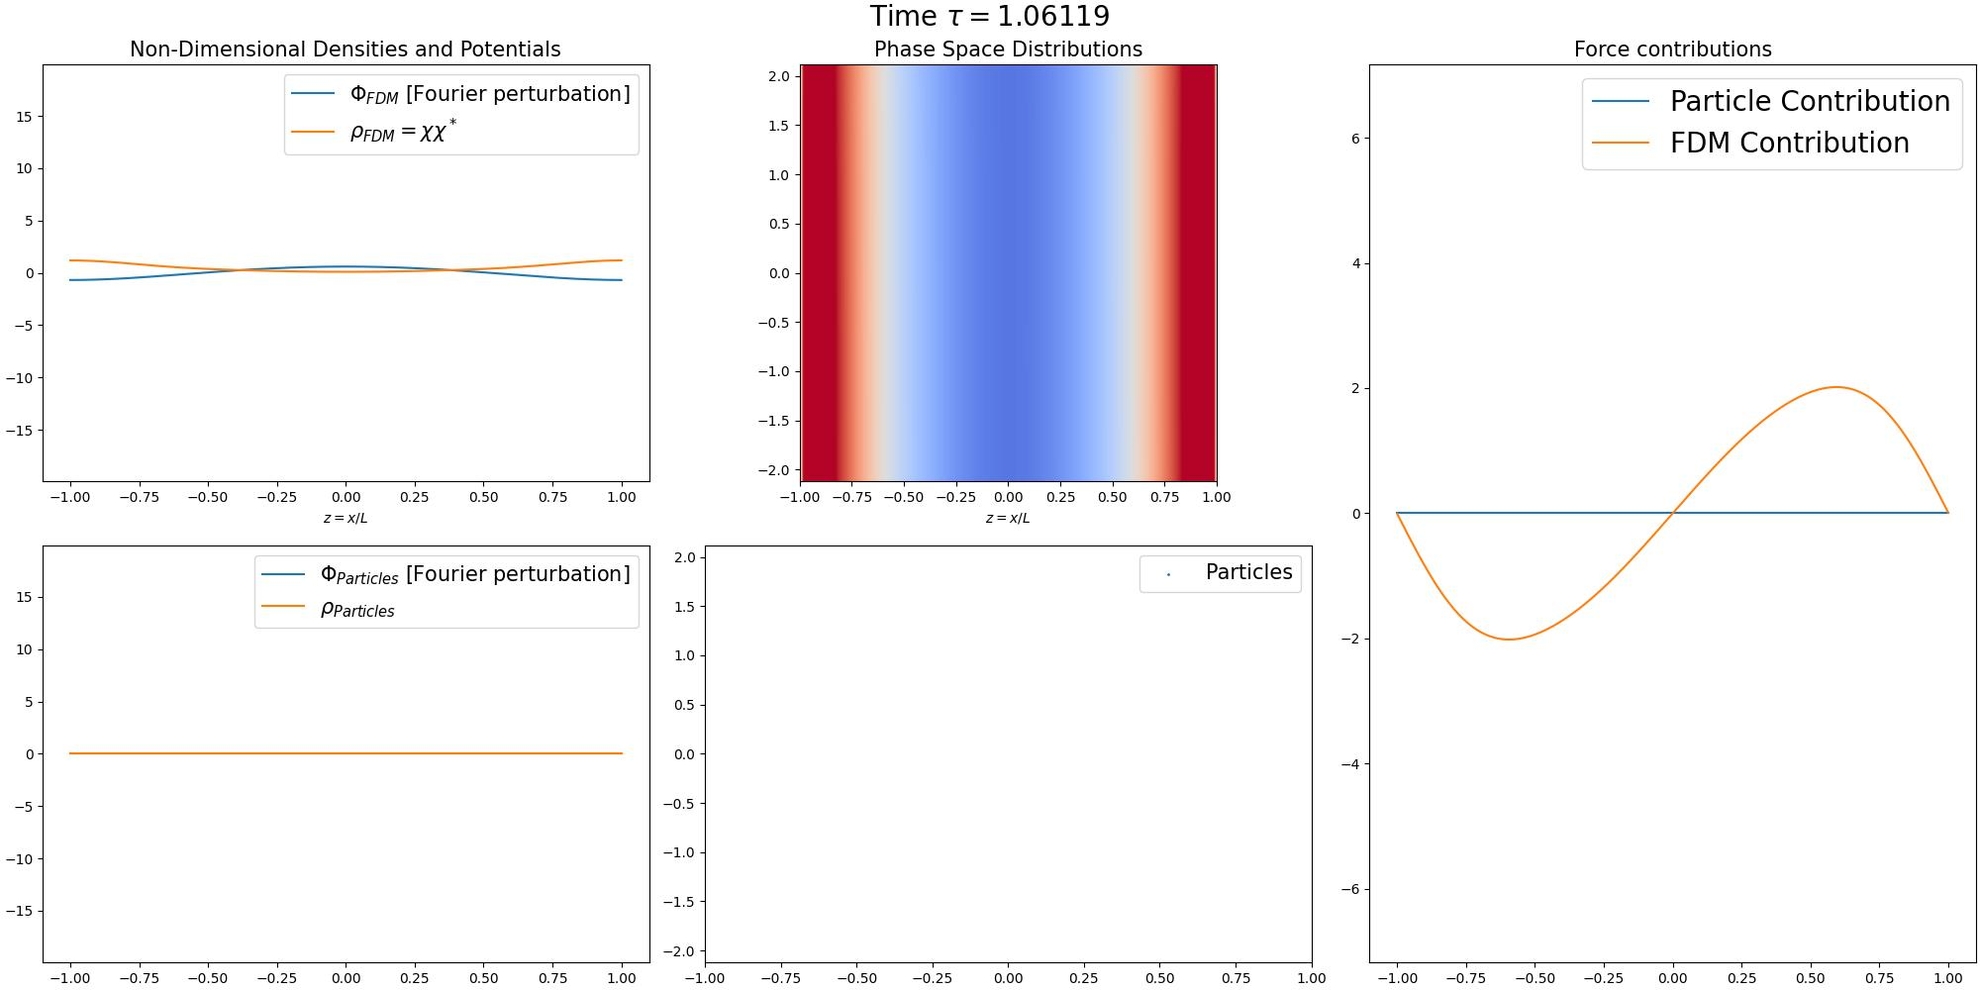 Time τ = 1.06119
Non-Dimensional Densities and Potentials
Φ_FDM [Fourier perturbation]
ρ_FDM = χχ*
15
10
5
0
−5
−10
−15
−1.00 −0.75 −0.50 −0.25 0.00 0.25 0.50 0.75 1.00
z = x/L
Phase Space Distributions
2.0
1.5
1.0
0.5
0.0
−0.5
−1.0
−1.5
−2.0
−1.00 −0.75 −0.50 −0.25 0.00 0.25 0.50 0.75 1.00
z = x/L
Force contributions
Particle Contribution
FDM Contribution
6
4
2
0
−2
−4
−6
−1.00 −0.75 −0.50 −0.25 0.00 0.25 0.50 0.75 1.00
Φ_Particles [Fourier perturbation]
ρ_Particles
15
10
5
0
−5
−10
−15
−1.00 −0.75 −0.50 −0.25 0.00 0.25 0.50 0.75 1.00
Particles
2.0
1.5
1.0
0.5
0.0
−0.5
−1.0
−1.5
−2.0
−1.00 −0.75 −0.50 −0.25 0.00 0.25 0.50 0.75 1.00